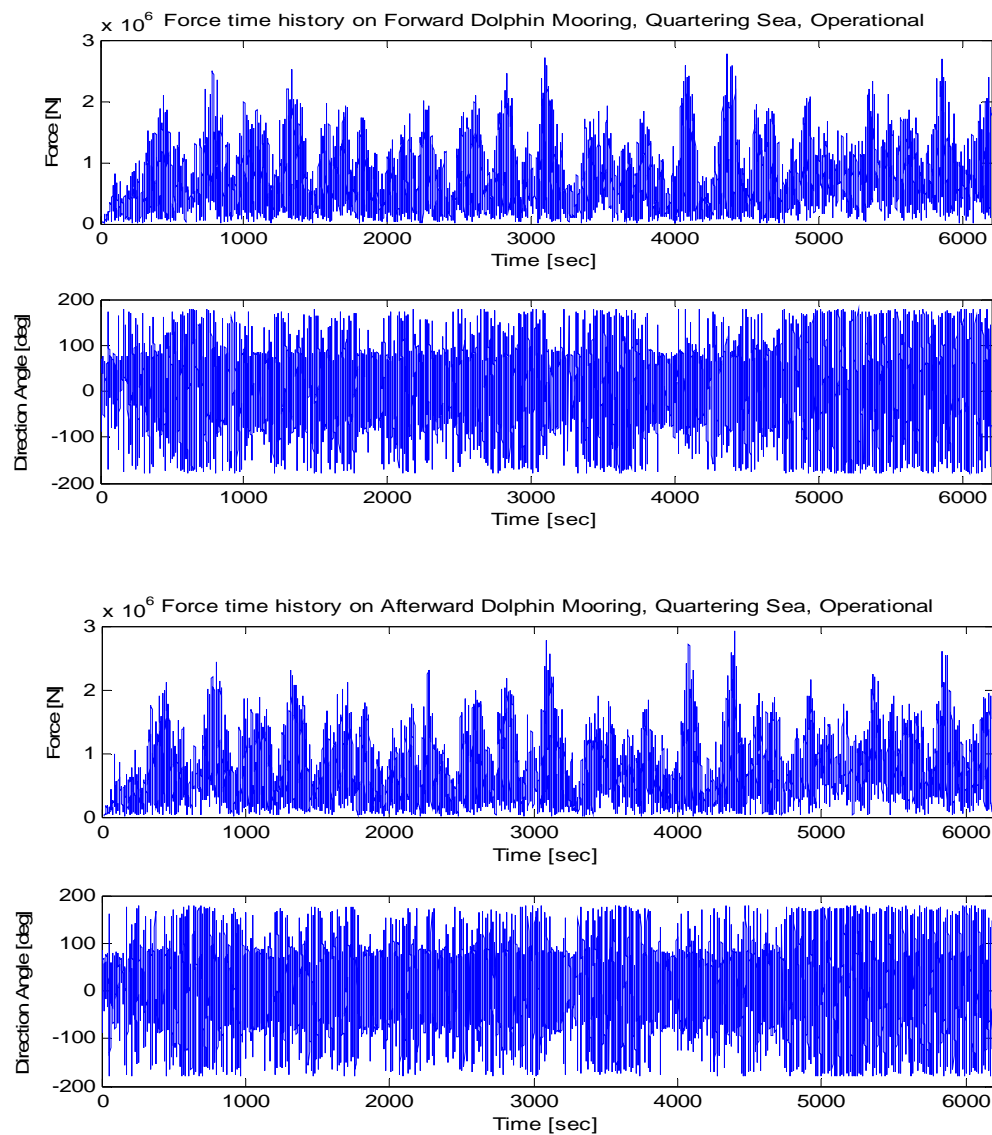 x 10^6 Force time history on Forward Dolphin Mooring, Quartering Sea, Operational
3
2
1
0
Force [N]
0 1000 2000 3000 4000 5000 6000
Time [sec]
200
100
0
-100
-200
Direction Angle [deg]
0 1000 2000 3000 4000 5000 6000
Time [sec]
x 10^6 Force time history on Afterward Dolphin Mooring, Quartering Sea, Operational
3
2
1
0
Force [N]
0 1000 2000 3000 4000 5000 6000
Time [sec]
200
100
0
-100
-200
Direction Angle [deg]
0 1000 2000 3000 4000 5000 6000
Time [sec]